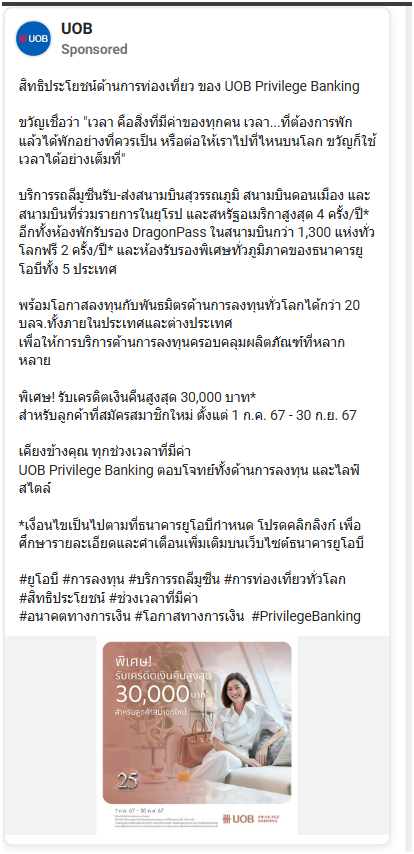 UOB
UOB
Sponsored
สิทธิประโยชน์ด้านการท่องเที่ยว ของ UOB Privilege Banking
ขวัญเชื่อว่า "เวลา คือสิ่งที่มีค่าของทุกคน เวลา...ที่ต้องการพัก
แล้วได้พักอย่างที่ควรเป็น หรือต่อให้เราไปที่ไหนบนโลก ขวัญก็ใช้
เวลาได้อย่างเต็มที่"
บริการรถลีมูซีนรับ-ส่งสนามบินสุวรรณภูมิ สนามบินดอนเมือง และ
สนามบินที่ร่วมรายการในยุโรป และสหรัฐอเมริกาสูงสุด 4 ครั้ง/ปี*
อีกทั้งห้องพักรับรอง DragonPass ในสนามบินกว่า 1,300 แห่งทั่ว
โลกฟรี 2 ครั้ง/ปี* และห้องรับรองพิเศษทั่วภูมิภาคของธนาคารยู
โอบีทั้ง 5 ประเทศ
พร้อมโอกาสลงทุนกับพันธมิตรด้านการลงทุนทั่วโลกได้กว่า 20
บลจ.ทั้งภายในประเทศและต่างประเทศ
เพื่อให้การบริการด้านการลงทุนครอบคลุมผลิตภัณฑ์ที่หลาก
หลาย
พิเศษ! รับเครดิตเงินคืนสูงสุด 30,000 บาท*
สำหรับลูกค้าที่สมัครสมาชิกใหม่ ตั้งแต่ 1 ก.ค. 67 - 30 ก.ย. 67
เคียงข้างคุณ ทุกช่วงเวลาที่มีค่า
UOB Privilege Banking ตอบโจทย์ทั้งด้านการลงทุน และไลฟ์
สไตล์
*เงื่อนไขเป็นไปตามที่ธนาคารยูโอบีกำหนด โปรดคลิกลิงก์ เพื่อ
ศึกษารายละเอียดและคำเตือนเพิ่มเติมบนเว็บไซต์ธนาคารยูโอบี
#ยูโอบี #การลงทุน #บริการรถลีมูซีน #การท่องเที่ยวทั่วโลก
#สิทธิประโยชน์ #ช่วงเวลาที่มีค่า
#อนาคตทางการเงิน #โอกาสทางการเงิน #PrivilegeBanking
พิเศษ!
รับเครดิตเงินคืนสูงสุด
30,000 บาท*
สำหรับลูกค้าสมาชิกใหม่
25
1 ก.ค. 67 - 30 ก.ย. 67
UOB PRIVILEGE
BANKING